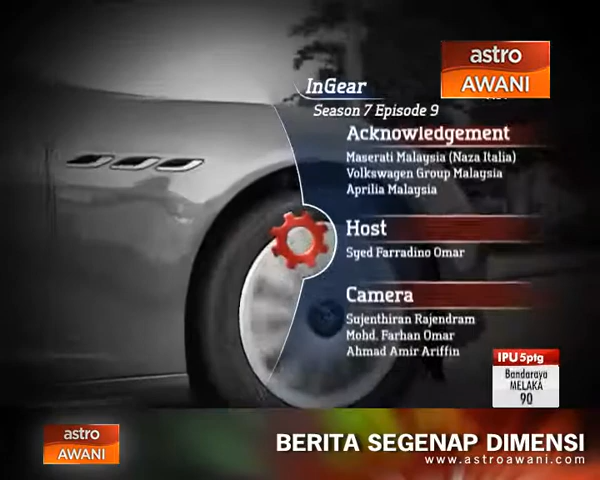 astro
AWANI
InGear
Season 7 Episode 9
Acknowledgement
Maserati Malaysia (Naza Italia)
Volkswagen Group Malaysia
Aprilia Malaysia
Host
Syed Farradino Omar
Camera
Sujenthiran Rajendram
Mohd. Farhan Omar
Ahmad Amir Ariffin
IPU 5ptg
Bandaraya
MELAKA
90
astro
AWANI
BERITA SEGENAP DIMENSI
www.astroawani.com